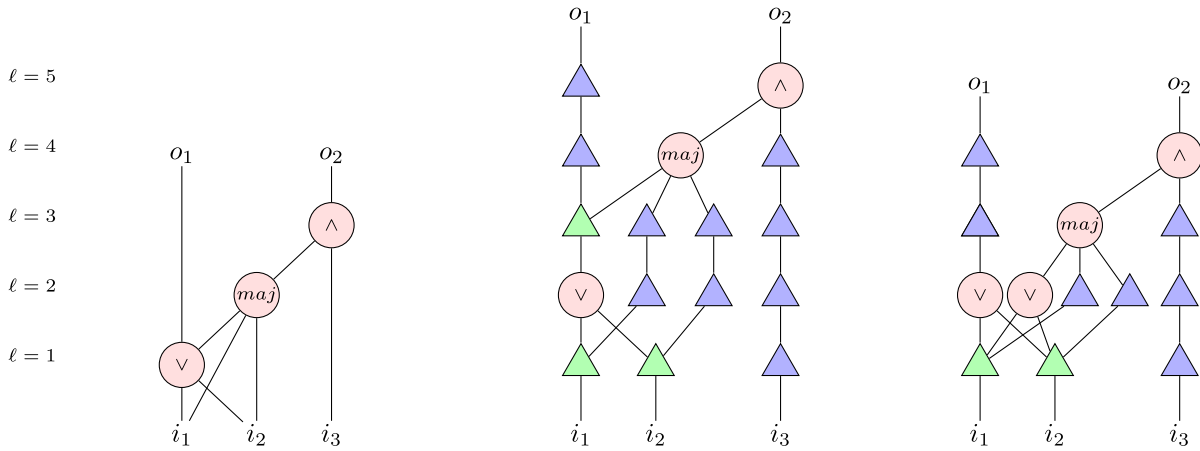 o₁ o₂
ℓ = 5 ∧
o₁ o₂
ℓ = 4 o₁ o₂ maj ∧
ℓ = 3 ∧ maj
ℓ = 2 maj ∨ ∨ ∨
ℓ = 1 ∨
i₁ i₂ i₃ i₁ i₂ i₃ i₁ i₂ i₃